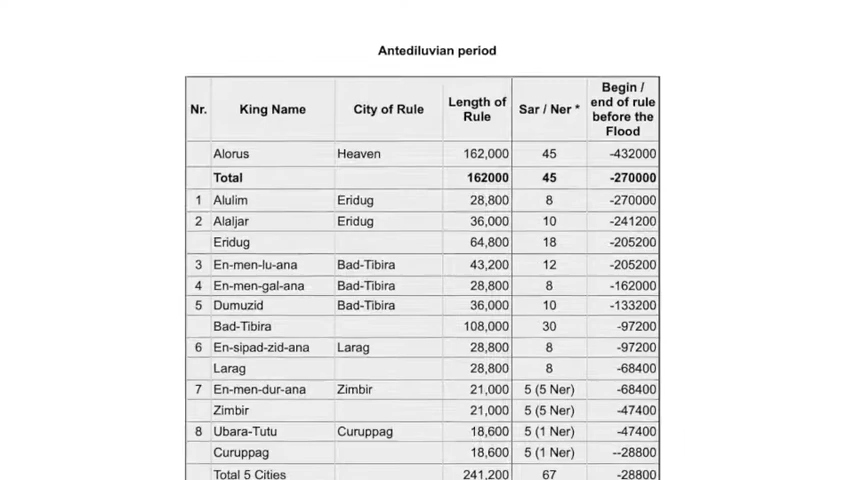 Antediluvian period
Nr. King Name City of Rule Length of Rule Sar / Ner * Begin / end of rule before the Flood
Alorus Heaven 162,000 45 -432000
Total 162000 45 -270000
1 Alulim Eridug 28,800 8 -270000
2 Alaljar Eridug 36,000 10 -241200
Eridug 64,800 18 -205200
3 En-men-lu-ana Bad-Tibira 43,200 12 -205200
4 En-men-gal-ana Bad-Tibira 28,800 8 -162000
5 Dumuzid Bad-Tibira 36,000 10 -133200
Bad-Tibira 108,000 30 -97200
6 En-sipad-zid-ana Larag 28,800 8 -97200
Larag 28,800 8 -68400
7 En-men-dur-ana Zimbir 21,000 5 (5 Ner) -68400
Zimbir 21,000 5 (5 Ner) -47400
8 Ubara-Tutu Curuppag 18,600 5 (1 Ner) -47400
Curuppag 18,600 5 (1 Ner) --28800
Total 5 Cities 241,200 67 -28800